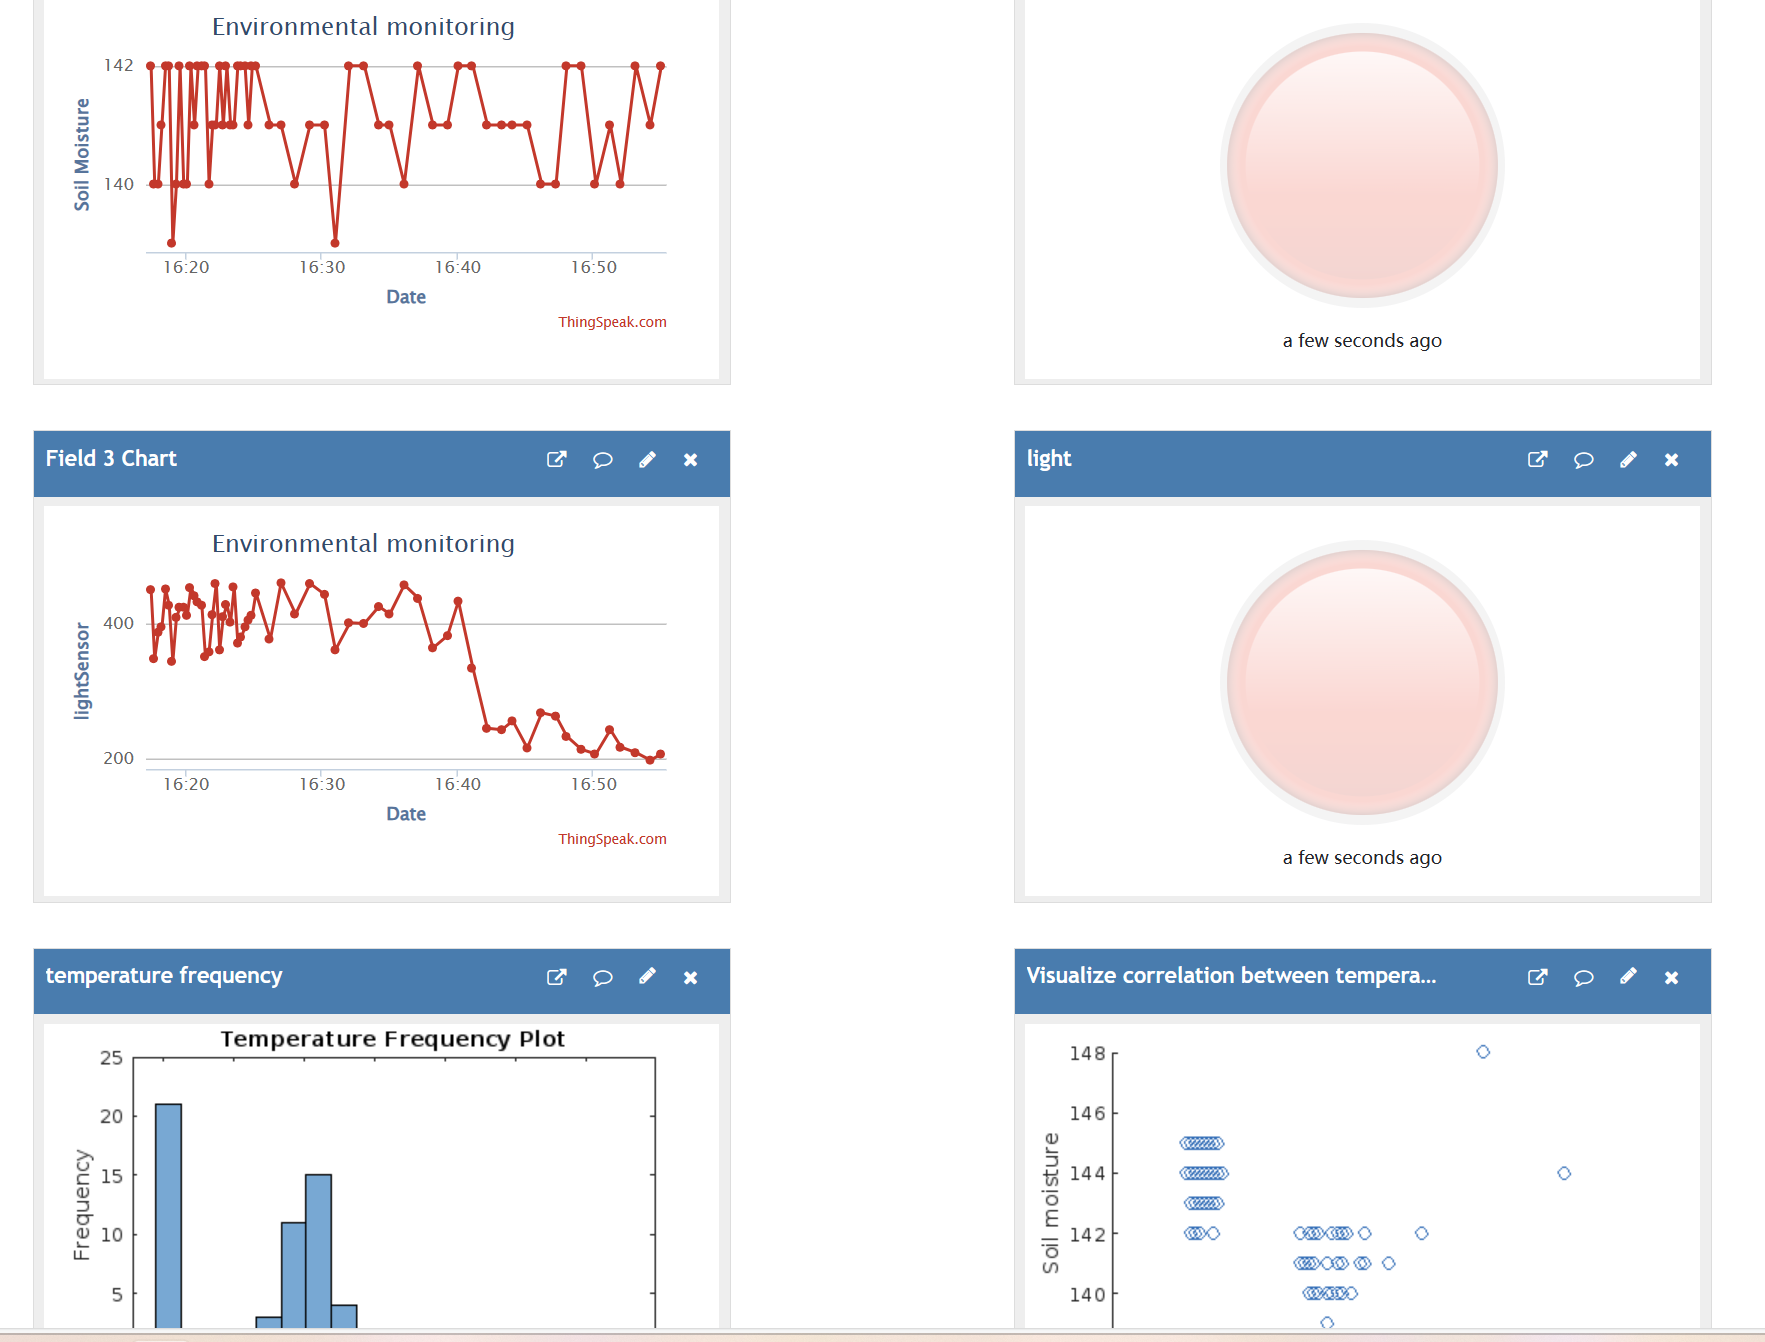 Environmental monitoring
142
140
Soil Moisture
16:20 16:30 16:40 16:50
Date
ThingSpeak.com
a few seconds ago
Field 3 Chart
Environmental monitoring
400
200
lightSensor
16:20 16:30 16:40 16:50
Date
ThingSpeak.com
light
a few seconds ago
temperature frequency
Temperature Frequency Plot
25
20
15
10
5
Frequency
Visualize correlation between tempera...
148
146
144
142
140
Soil moisture